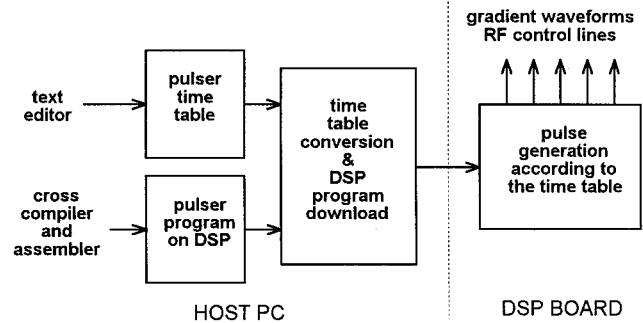 gradient waveforms
RF control lines
text
editor
pulser
time
table
time
table
conversion
&
DSP
program
download
pulse
generation
according to
the time table
cross
compiler
and
assembler
pulser
program
on DSP
HOST PC
DSP BOARD